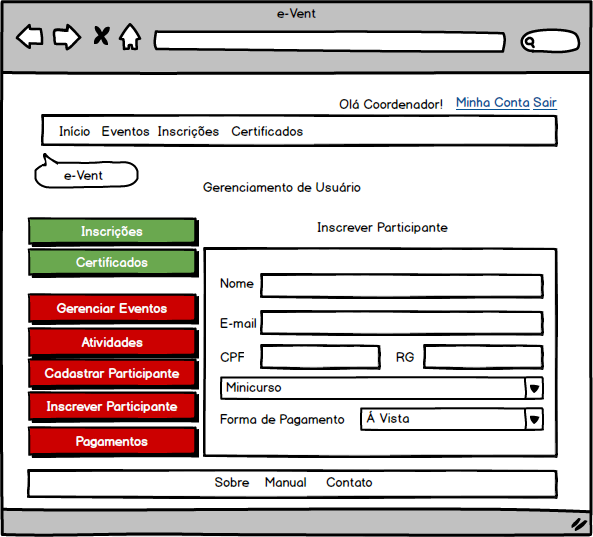 e-Vent
Olá Coordenador! Minha Conta Sair
Início Eventos Inscrições Certificados
e-Vent
Gerenciamento de Usuário
Inscrições
Certificados
Gerenciar Eventos
Atividades
Cadastrar Participante
Inscrever Participante
Pagamentos
Inscrever Participante
Nome
E-mail
CPF RG
Minicurso
Forma de Pagamento Á Vista
Sobre Manual Contato